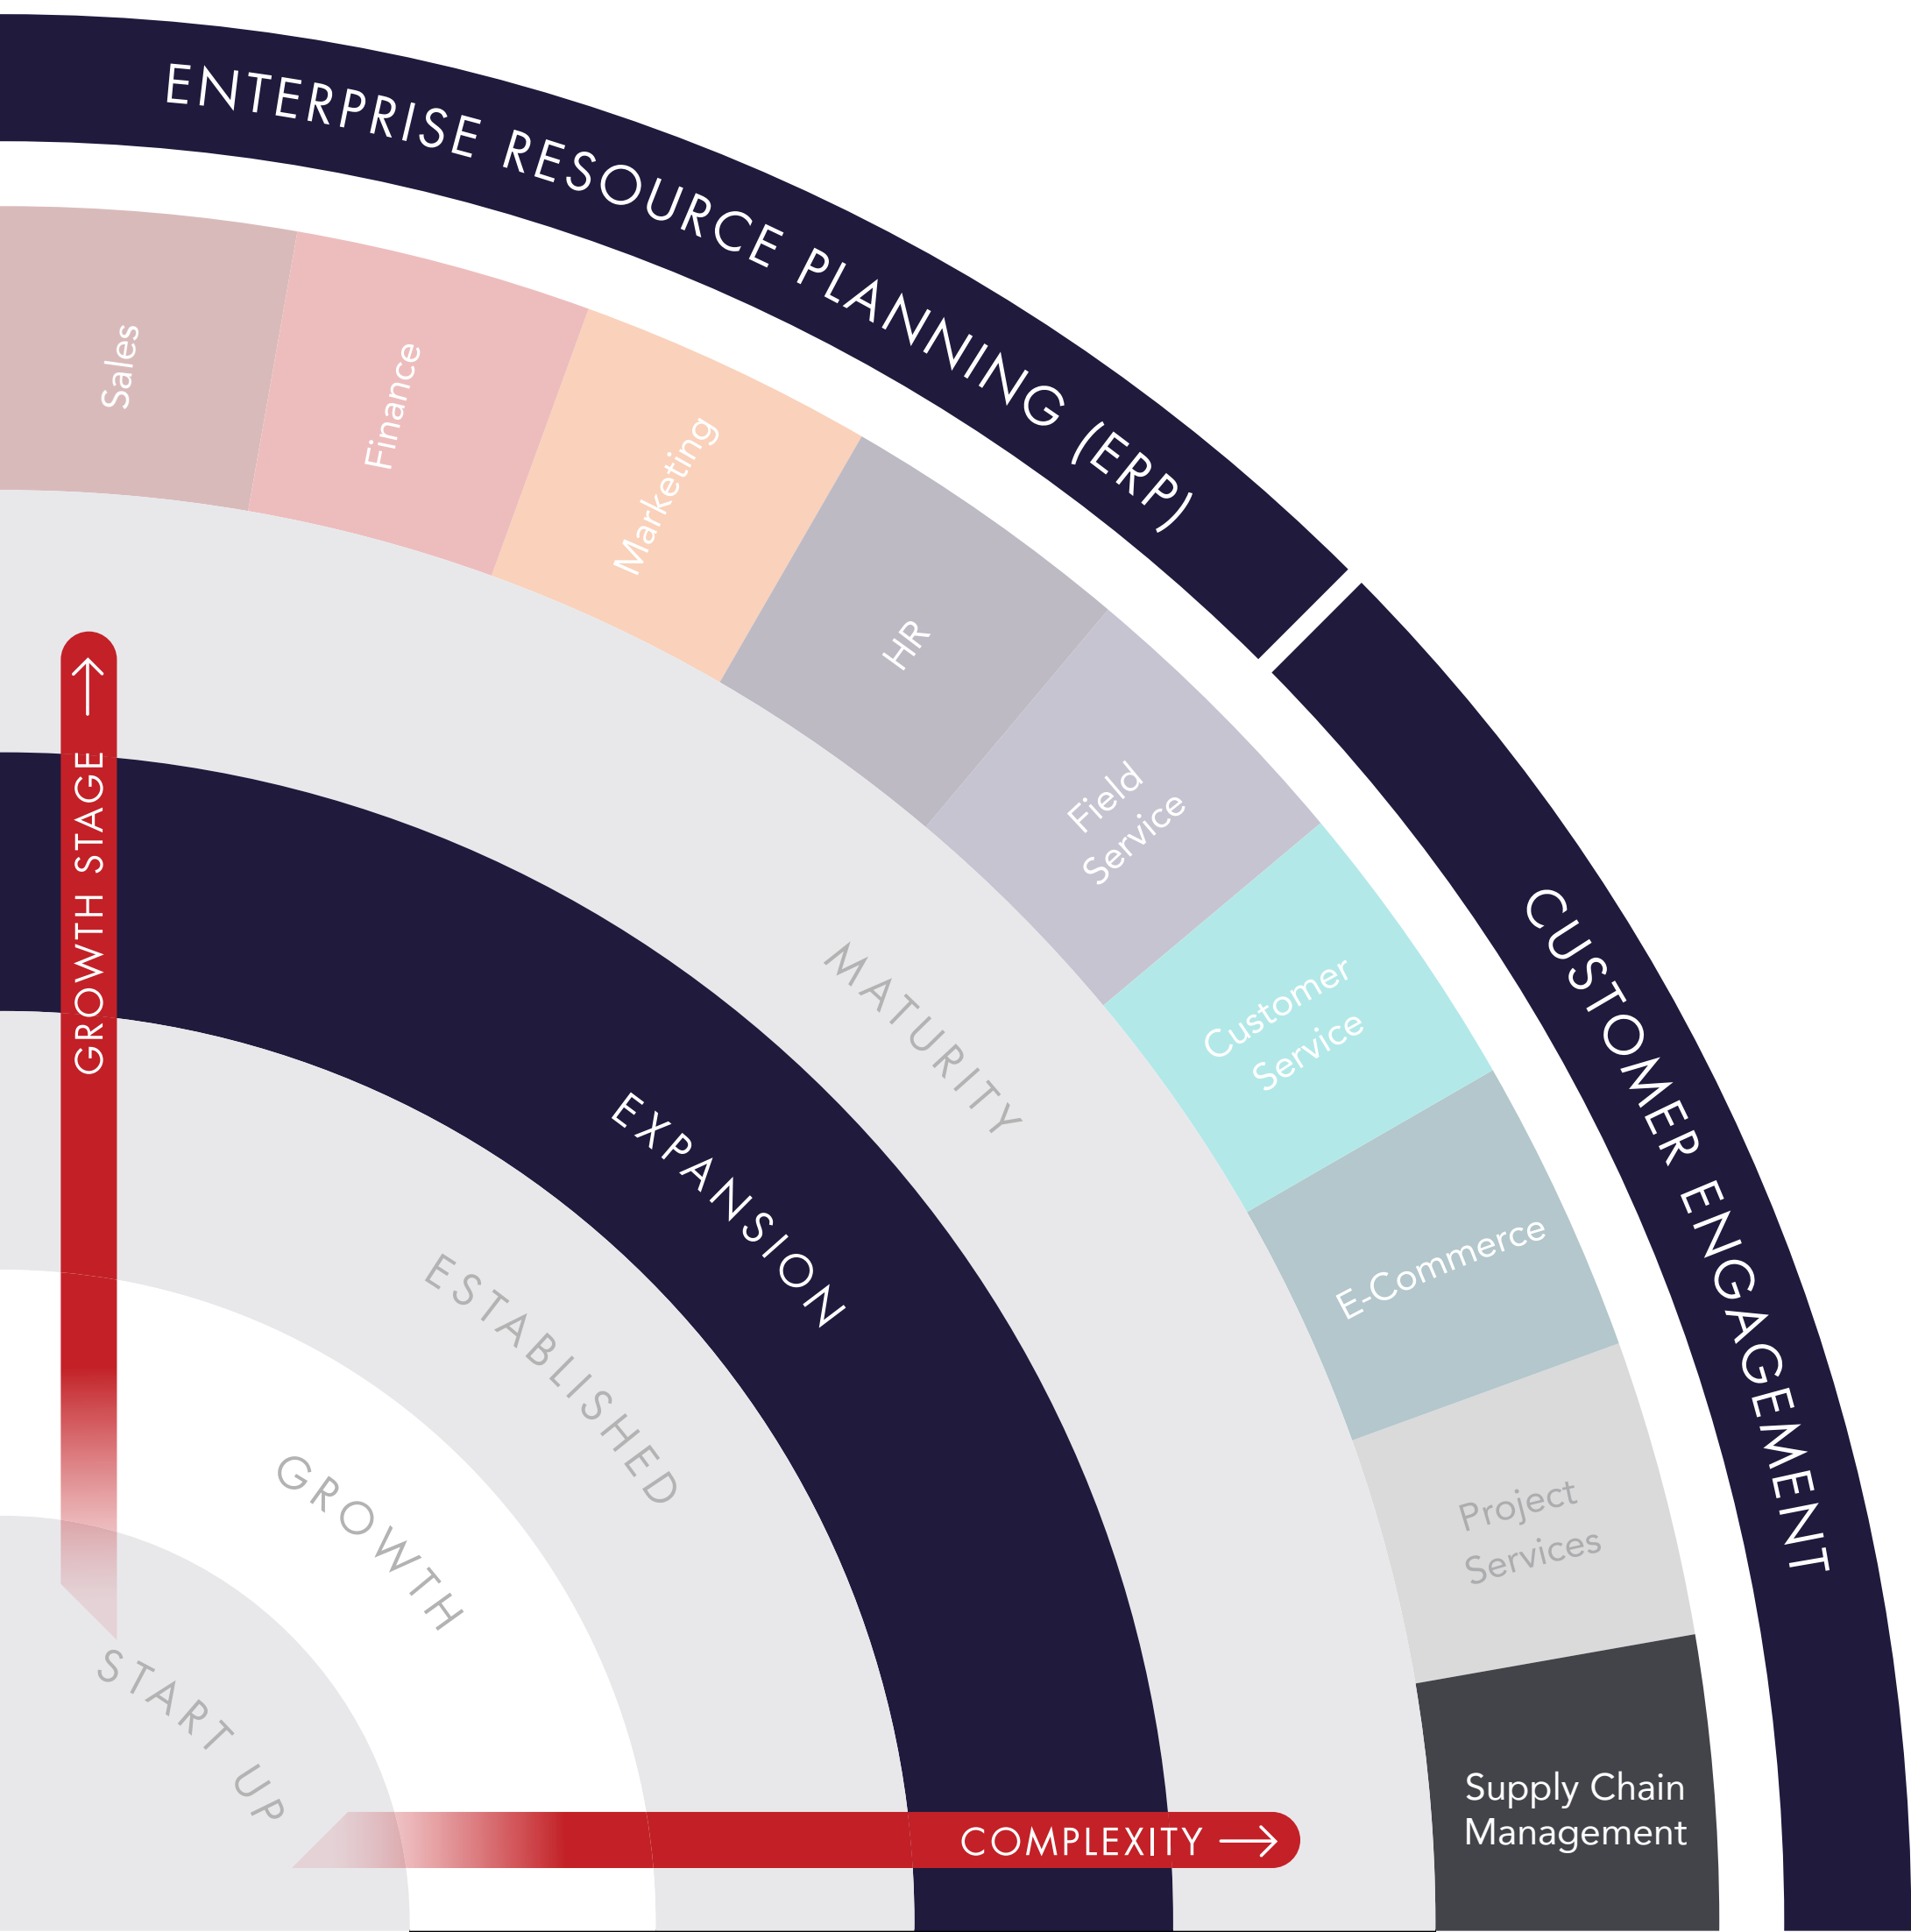 ENTERPRISE RESOURCE PLANNING (ERP)
CUSTOMER ENGAGEMENT
Sales
Finance
Marketing
HR
Field
Service
Customer
Service
E-Commerce
Project
Services
Supply Chain
Management
MATURITY
EXPANSION
ESTABLISHED
GROWTH
START UP
GROWTH STAGE →
COMPLEXITY →